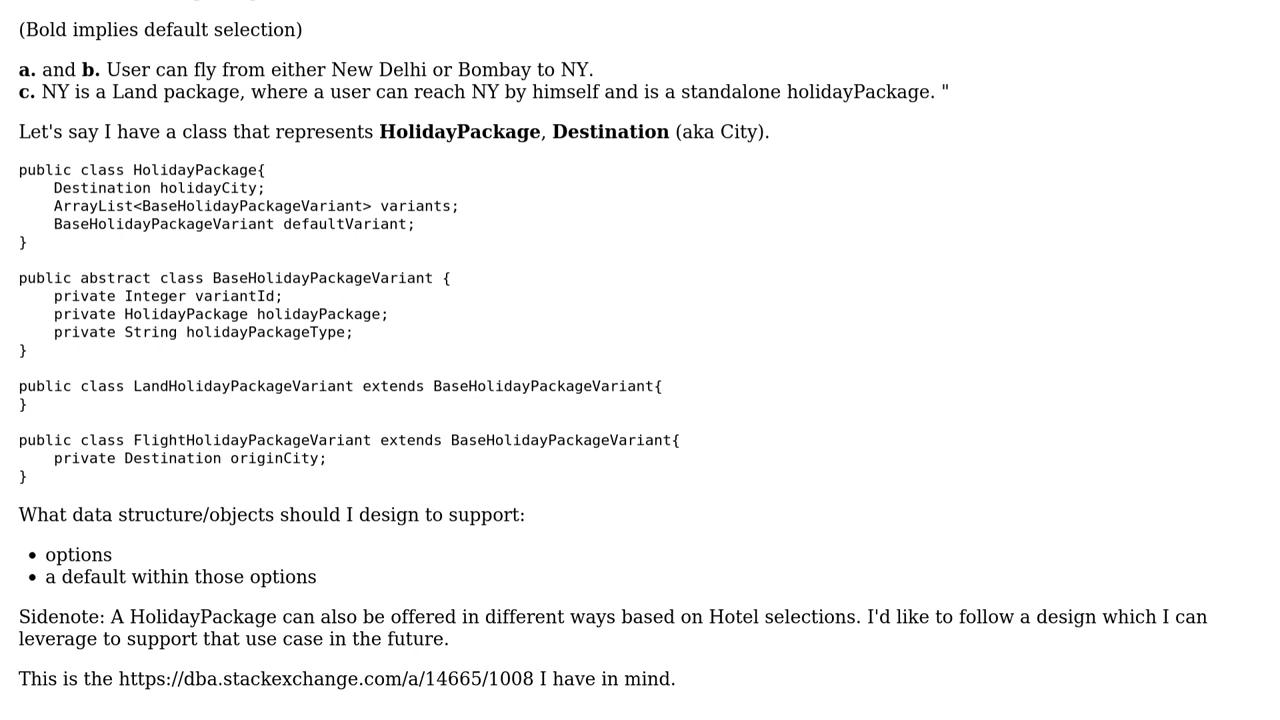 (Bold implies default selection)
a. and b. User can fly from either New Delhi or Bombay to NY.
c. NY is a Land package, where a user can reach NY by himself and is a standalone holidayPackage. "
Let's say I have a class that represents HolidayPackage, Destination (aka City).
public class HolidayPackage{
    Destination holidayCity;
    ArrayList<BaseHolidayPackageVariant> variants;
    BaseHolidayPackageVariant defaultVariant;
}
public abstract class BaseHolidayPackageVariant {
    private Integer variantId;
    private HolidayPackage holidayPackage;
    private String holidayPackageType;
}
public class LandHolidayPackageVariant extends BaseHolidayPackageVariant{
}
public class FlightHolidayPackageVariant extends BaseHolidayPackageVariant{
    private Destination originCity;
}
What data structure/objects should I design to support:
• options
• a default within those options
Sidenote: A HolidayPackage can also be offered in different ways based on Hotel selections. I'd like to follow a design which I can
leverage to support that use case in the future.
This is the https://dba.stackexchange.com/a/14665/1008 I have in mind.